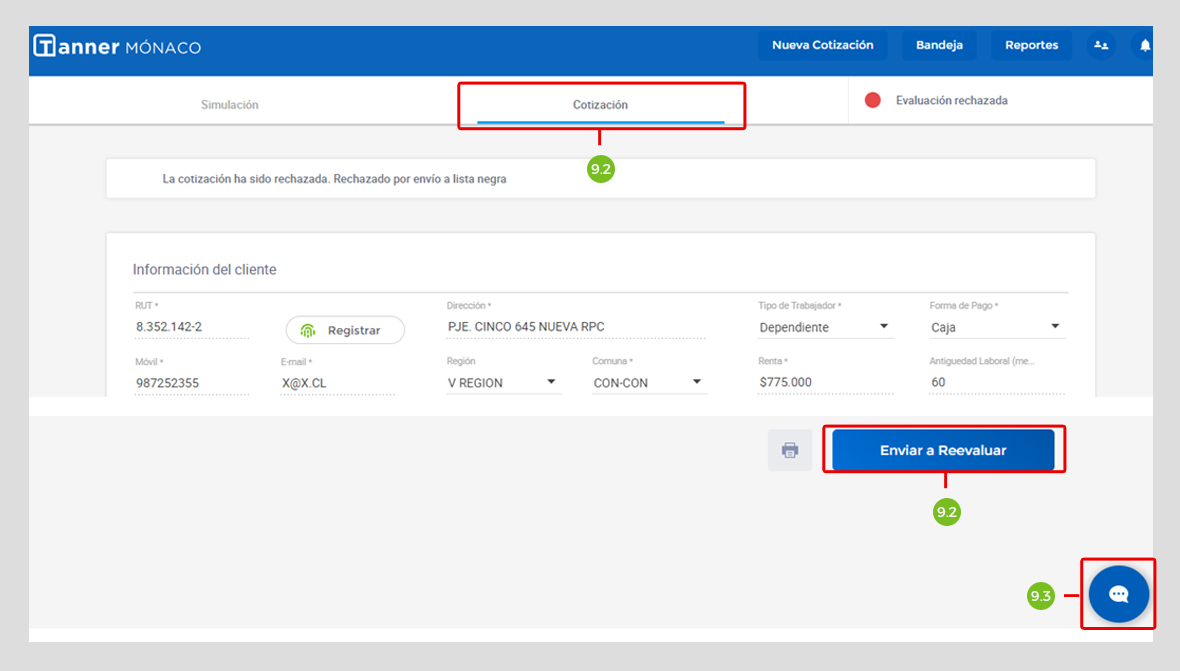 Tanner MÓNACO
Nueva Cotización
Bandeja
Reportes
Simulación
Cotización
Evaluación rechazada
9.2
La cotización ha sido rechazada. Rechazado por envío a lista negra
Información del cliente
RUT *
Dirección *
Tipo de Trabajador *
Forma de Pago *
8.352.142-2
Registrar
PJE. CINCO 645 NUEVA RPC
Dependiente
Caja
Móvil *
E-mail *
Región
Comuna *
Renta *
Antiguedad Laboral (me...
987252355
X@X.CL
V REGION
CON-CON
$775.000
60
Enviar a Reevaluar
9.2
9.3